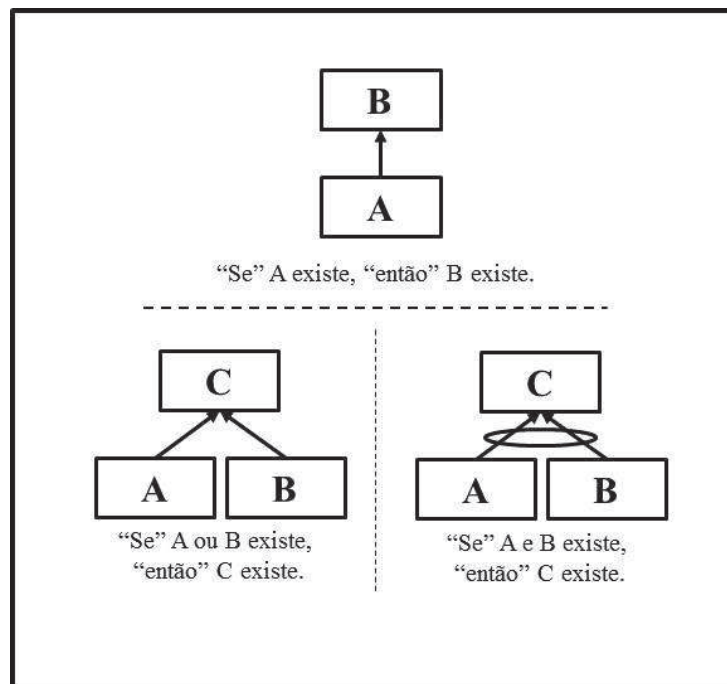 B
A
“Se” A existe, “então” B existe.
C
A
B
“Se” A ou B existe,
“então” C existe.
C
A
B
“Se” A e B existe,
“então” C existe.